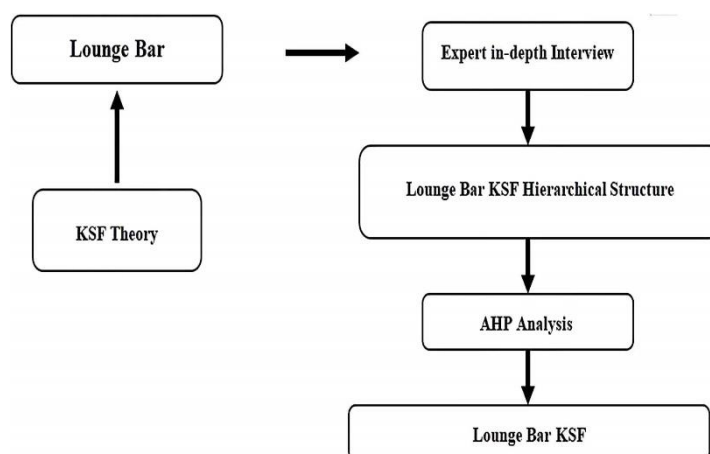 Lounge Bar
Expert in-depth Interview
KSF Theory
Lounge Bar KSF Hierarchical Structure
AHP Analysis
Lounge Bar KSF